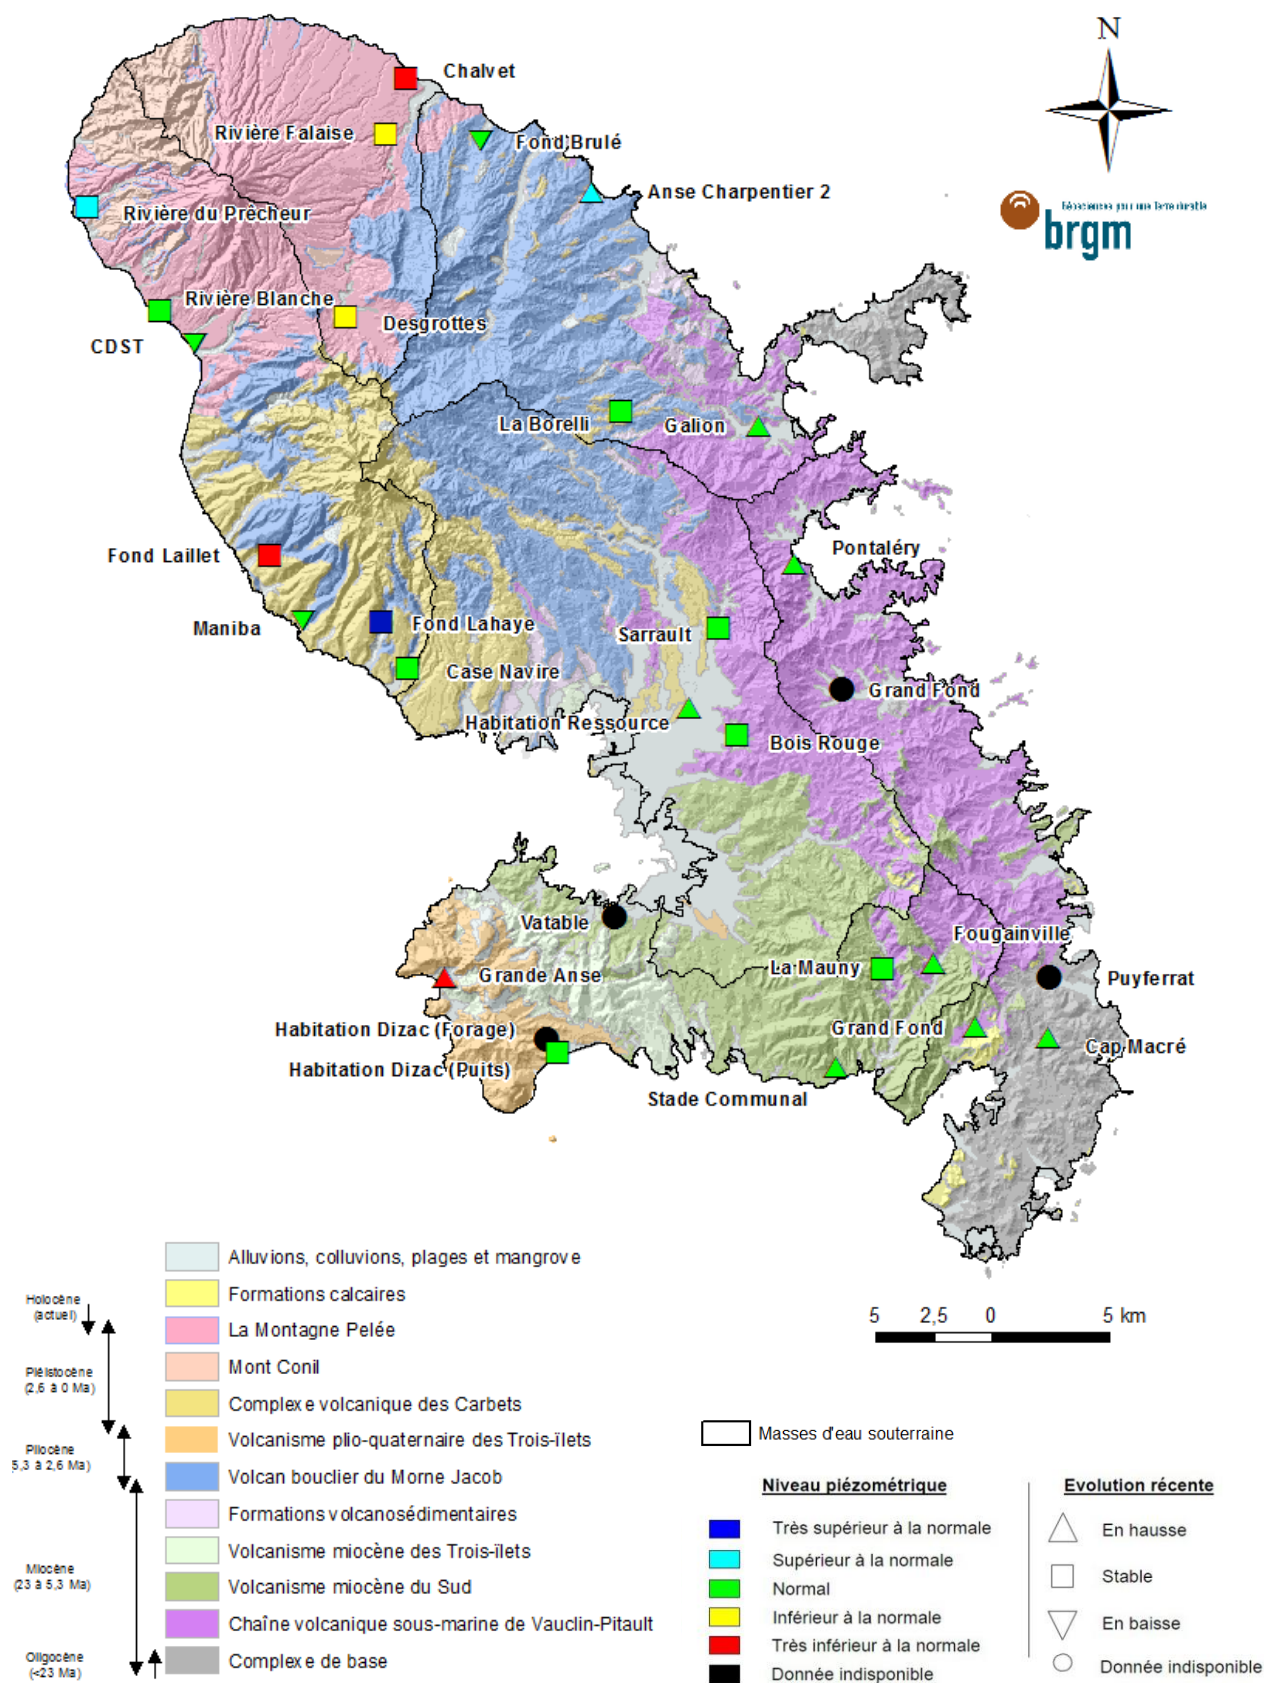 N
Chalvet
Rivière Falaise
Fond Brulé
Anse Charpentier 2
Rivière du Prêcheur
Géosciences pour une Terre durable
brgm
Rivière Blanche
Desgrottes
CDST
La Borelli
Galion
Fond Laillet
Pontaléry
Maniba
Fond Lahaye
Sarrault
Case Navire
Grand Fond
Habitation Ressource
Bois Rouge
Vatable
Fougainville
Grande Anse
La Mauny
Puyferrat
Habitation Dizac (Forage)
Grand Fond
Cap Macré
Habitation Dizac (Puits)
Stade Communal
Alluvions, colluvions, plages et mangrove
Formations calcaires
Holocène
(actuel)
La Montagne Pelée
Mont Conil
Pléistocène
(2,6 à 0 Ma)
Complexe volcanique des Carbets
Volcanisme plio-quaternaire des Trois-ïlets
Pliocène
5,3 à 2,6 Ma)
Volcan bouclier du Morne Jacob
Formations volcanosédimentaires
Volcanisme miocène des Trois-ïlets
Miocène
(23 à 5,3 Ma)
Volcanisme miocène du Sud
Chaîne volcanique sous-marine de Vauclin-Pitault
Oligocène
(<23 Ma)
Complexe de base
5 2,5 0 5 km
Masses d'eau souterraine
Niveau piézométrique
Très supérieur à la normale
Supérieur à la normale
Normal
Inférieur à la normale
Très inférieur à la normale
Donnée indisponible
Evolution récente
En hausse
Stable
En baisse
Donnée indisponible